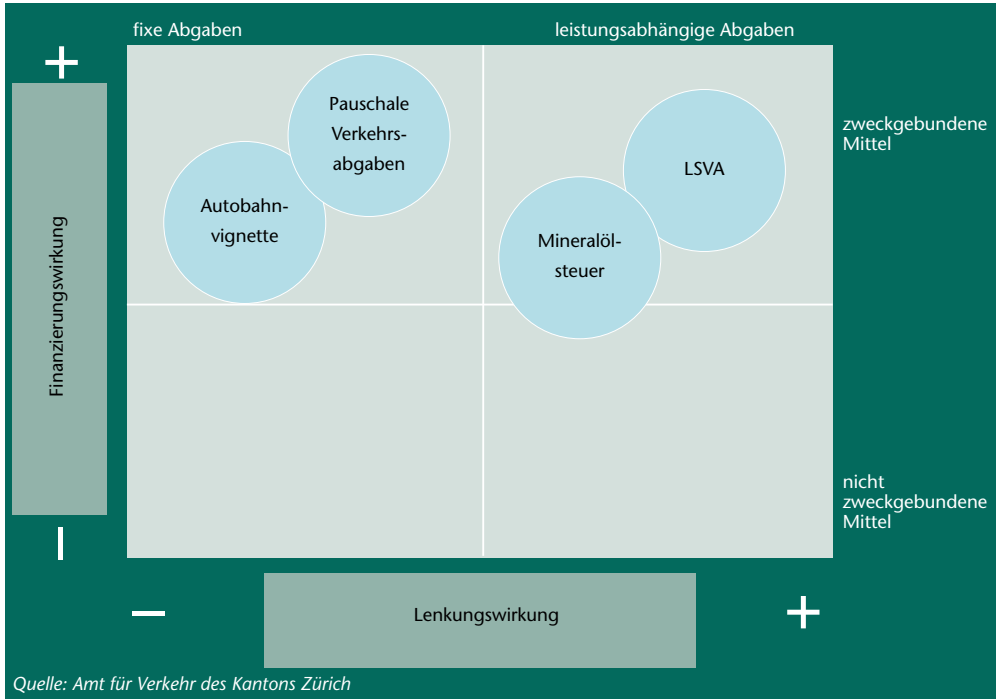 fixe Abgaben
leistungsabhängige Abgaben
+
Pauschale
Verkehrs-
abgaben
zweckgebundene
Mittel
LSVA
Autobahn-
vignette
Mineralöl-
steuer
Finanzierungswirkung
nicht
zweckgebundene
Mittel
–
–
Lenkungswirkung
+
Quelle: Amt für Verkehr des Kantons Zürich